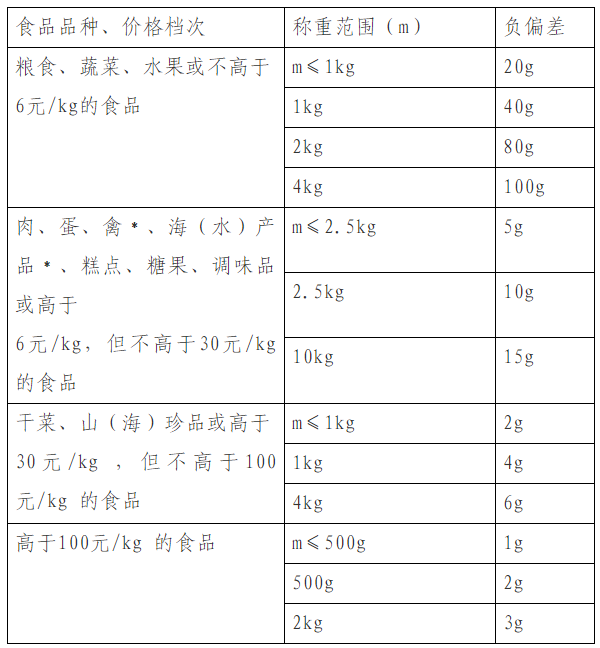 食品品种、价格档次 称重范围（m） 负偏差
粮食、蔬菜、水果或不高于 m≤1kg 20g
6元/kg的食品 1kg 40g
2kg 80g
4kg 100g
肉、蛋、禽*、海（水）产 m≤2.5kg 5g
品*、糕点、糖果、调味品 2.5kg 10g
或高于
6元/kg，但不高于30元/kg 10kg 15g
的食品
干菜、山（海）珍品或高于 m≤1kg 2g
30元/kg ，但不高于100 1kg 4g
元/kg 的食品 4kg 6g
高于100元/kg 的食品 m≤500g 1g
500g 2g
2kg 3g